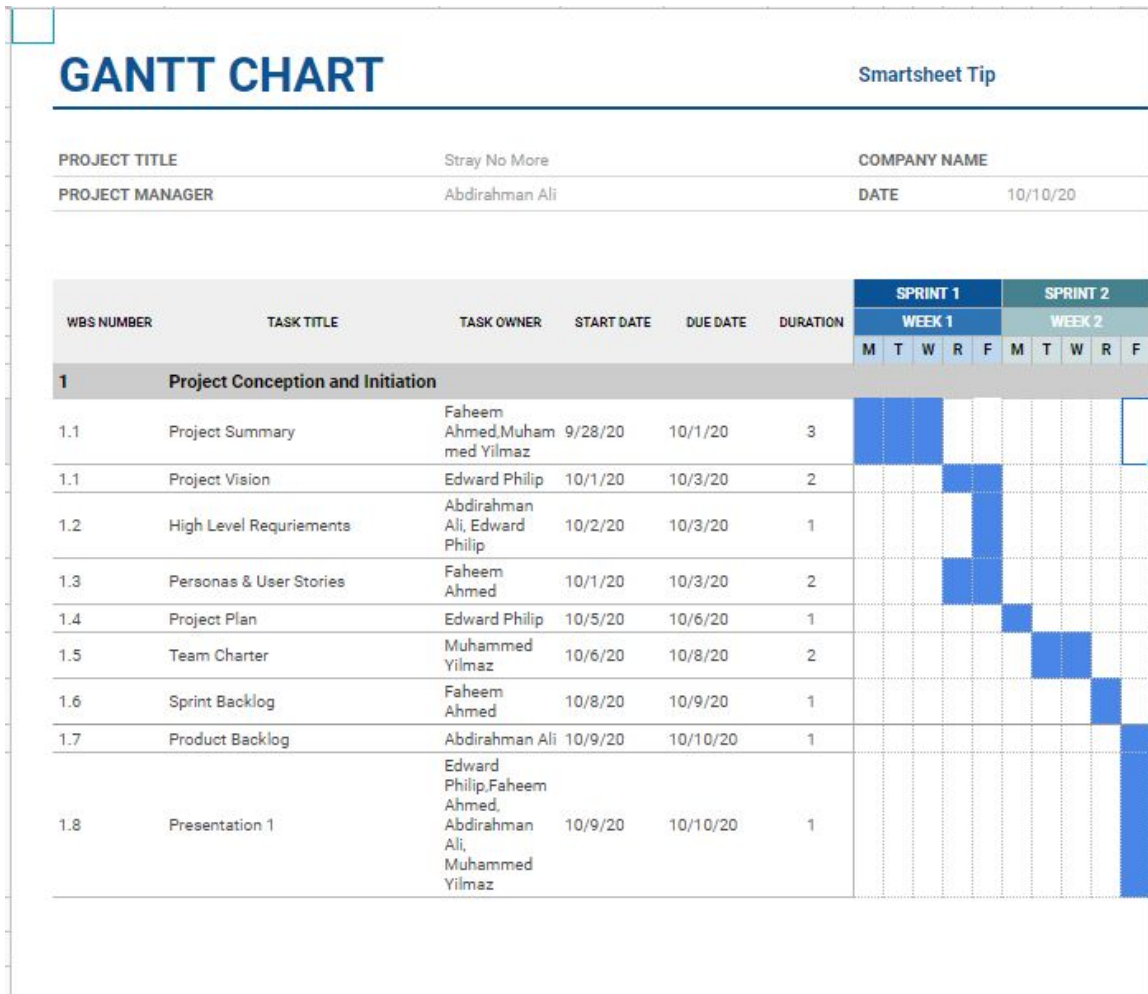 GANTT CHART Smartsheet Tip
PROJECT TITLE Stray No More COMPANY NAME
PROJECT MANAGER Abdirahman Ali DATE 10/10/20
SPRINT 1 SPRINT 2
WBS NUMBER TASK TITLE TASK OWNER START DATE DUE DATE DURATION WEEK 1 WEEK 2
M T W R F M T W R F
1 Project Conception and Initiation
Faheem
1.1 Project Summary Ahmed,Muham 9/28/20 10/1/20 3
med Yilmaz
1.1 Project Vision Edward Philip 10/1/20 10/3/20 2
Abdirahman
1.2 High Level Requriements Ali, Edward 10/2/20 10/3/20 1
Philip
1.3 Personas & User Stories Faheem 10/1/20 10/3/20 2
Ahmed
1.4 Project Plan Edward Philip 10/5/20 10/6/20 1
1.5 Team Charter Muhammed 10/6/20 10/8/20 2
Yilmaz
1.6 Sprint Backlog Faheem 10/8/20 10/9/20 1
Ahmed
1.7 Product Backlog Abdirahman Ali 10/9/20 10/10/20 1
Edward
Philip,Faheem
Ahmed,
1.8 Presentation 1 Abdirahman 10/9/20 10/10/20 1
Ali,
Muhammed
Yilmaz